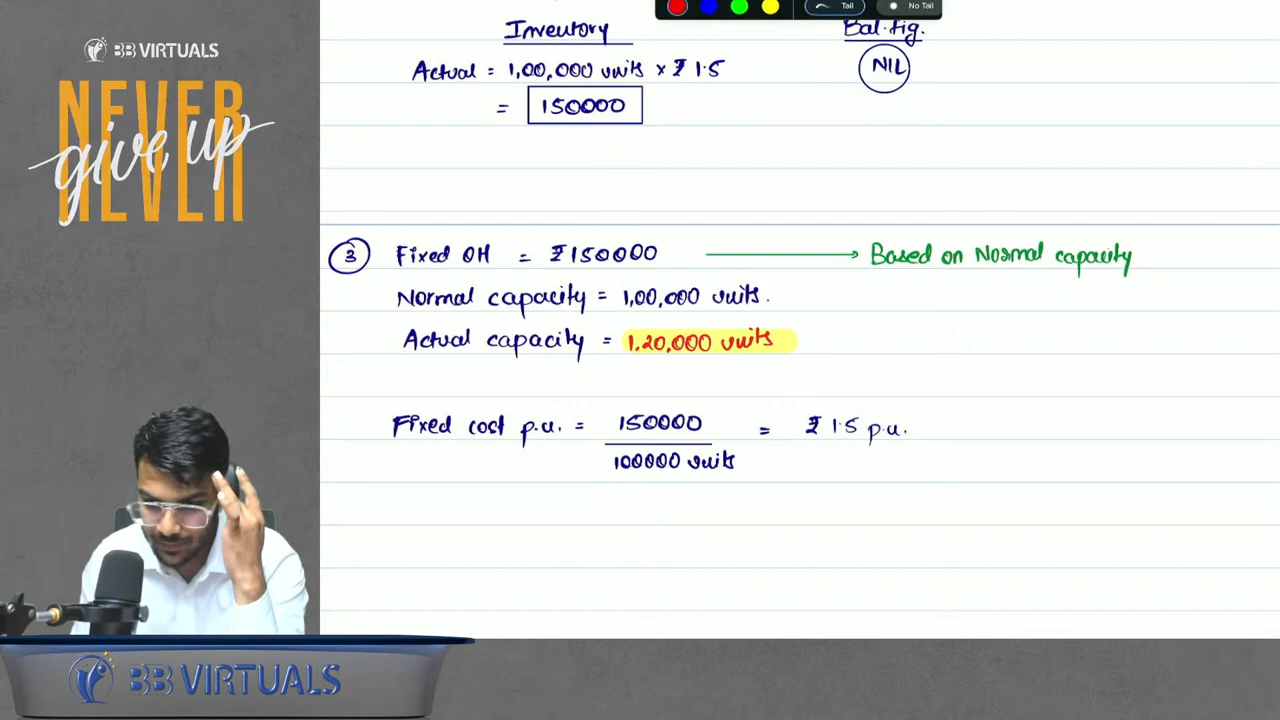 Tail
No Tail
BB VIRTUALS
NEVER
give up
NEVER
Inventory
Bal.fig.
Actual = 1,00,000 units × ₹ 1.5
NIL
= 150000
3 Fixed OH = ₹150000 → Based on Normal capacity
Normal capacity = 1,00,000 units.
Actual capacity = 1,20,000 units
Fixed cost p.u. = 150000 = ₹ 1.5 p.u.
100000 units
BB VIRTUALS